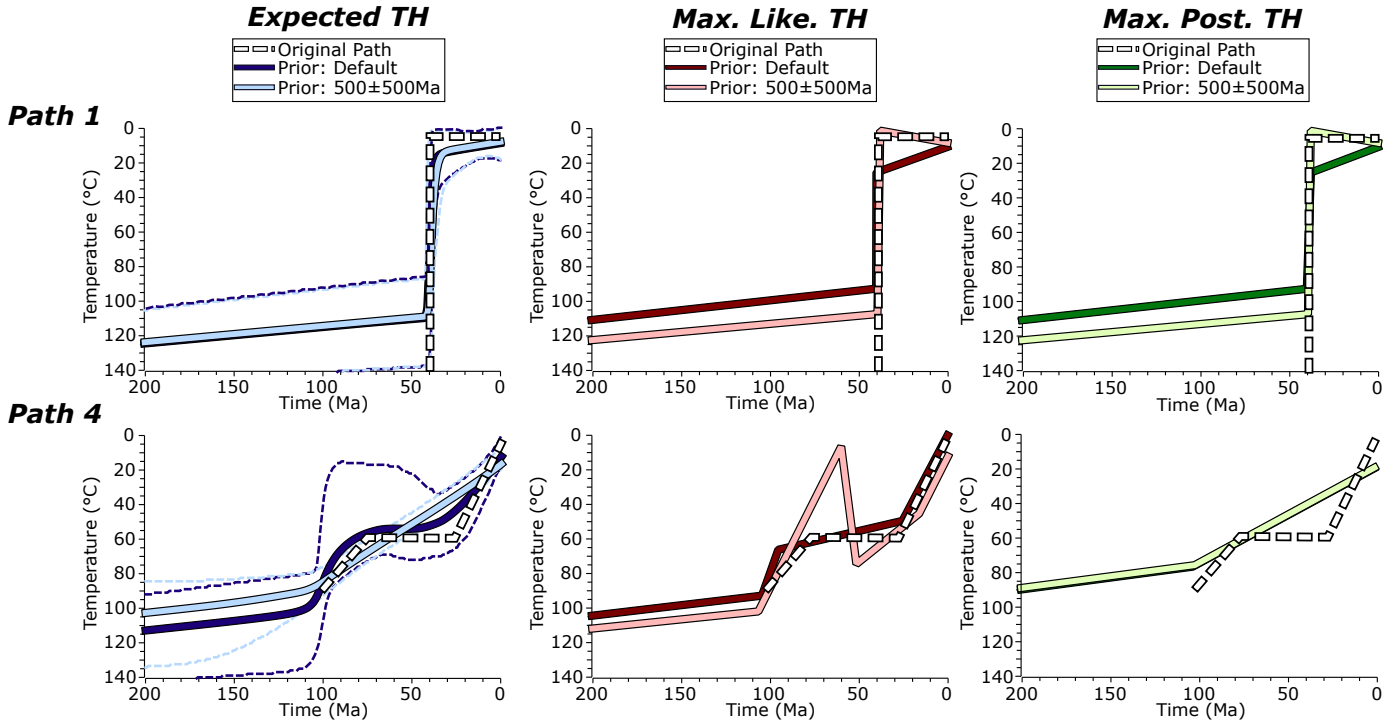 Expected TH
Original Path
Prior: Default
Prior: 500±500Ma
Max. Like. TH
Original Path
Prior: Default
Prior: 500±500Ma
Max. Post. TH
Original Path
Prior: Default
Prior: 500±500Ma
Path 1
Temperature (°C)
0
20
40
60
80
100
120
140
200 150 100 50 0
Time (Ma)
Temperature (°C)
0
20
40
60
80
100
120
140
200 150 100 50 0
Time (Ma)
Temperature (°C)
0
20
40
60
80
100
120
140
200 150 100 50 0
Time (Ma)
Path 4
Temperature (°C)
0
20
40
60
80
100
120
140
200 150 100 50 0
Time (Ma)
Temperature (°C)
0
20
40
60
80
100
120
140
200 150 100 50 0
Time (Ma)
Temperature (°C)
0
20
40
60
80
100
120
140
200 150 100 50 0
Time (Ma)